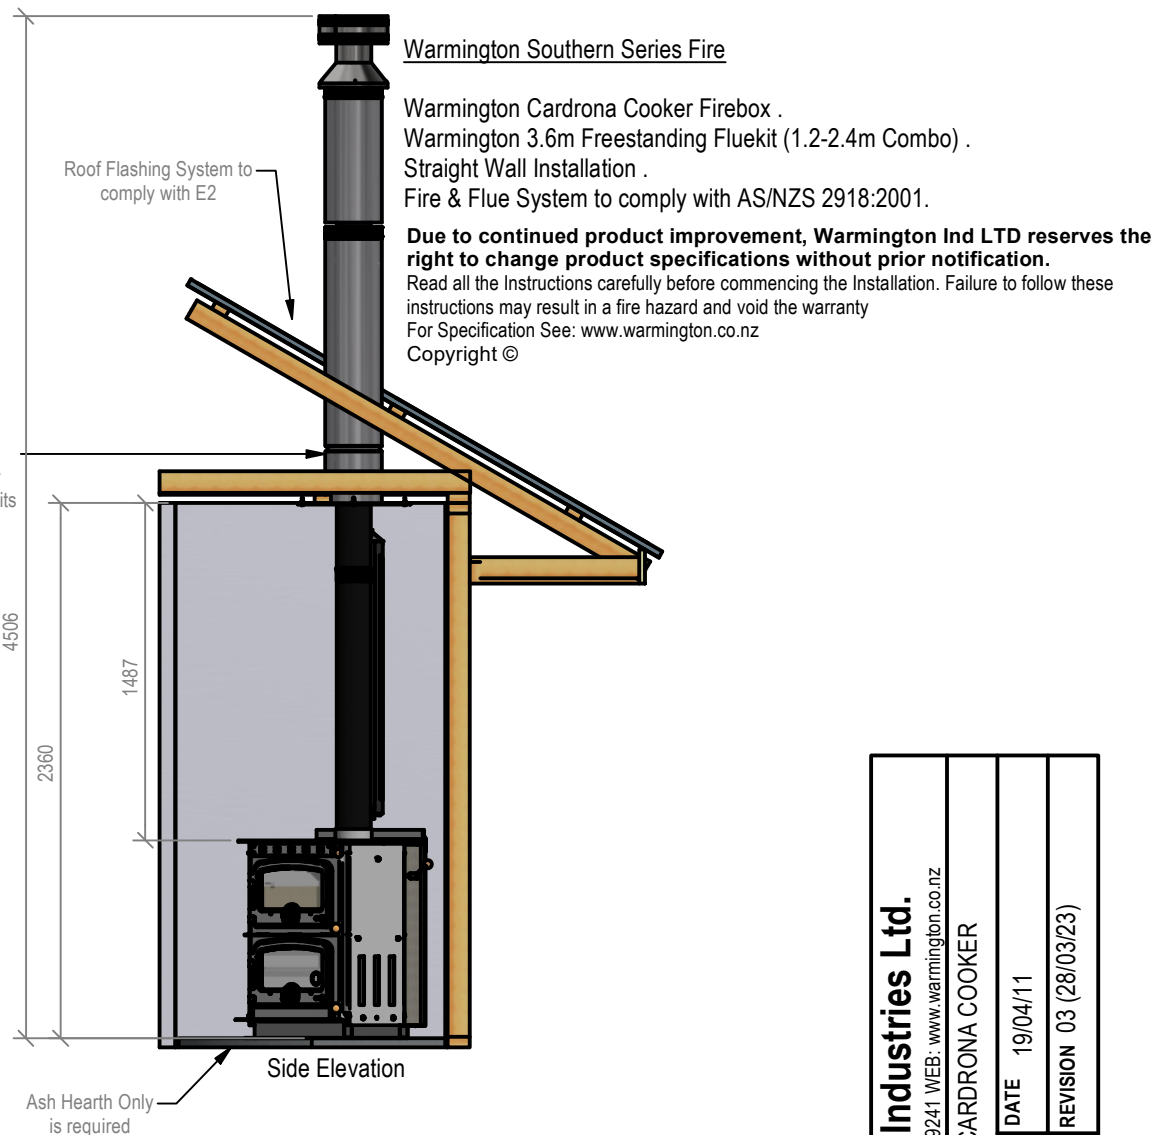 Warmington Southern Series Fire
Warmington Cardrona Cooker Firebox .
Warmington 3.6m Freestanding Fluekit (1.2-2.4m Combo) .
Straight Wall Installation .
Fire & Flue System to comply with AS/NZS 2918:2001.
Due to continued product improvement, Warmington Ind LTD reserves the
right to change product specifications without prior notification.
Read all the Instructions carefully before commencing the Installation. Failure to follow these
instructions may result in a fire hazard and void the warranty
For Specification See: www.warmington.co.nz
Copyright ©
Roof Flashing System to
comply with E2
its
4506
2360
1487
Side Elevation
Ash Hearth Only
is required
Industries Ltd.
9241 WEB: www.warmington.co.nz
CARDRONA COOKER
DATE 19/04/11
REVISION 03 (28/03/23)